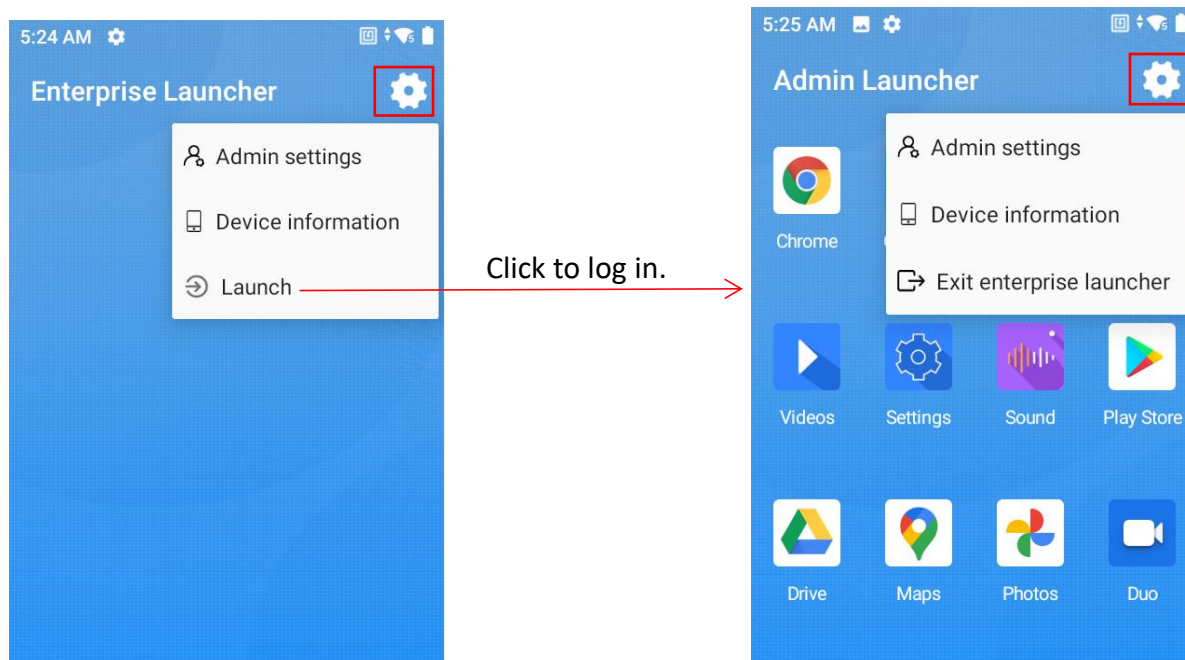 5:24 AM
Enterprise Launcher
Admin settings
Device information
Launch
Click to log in.
5:25 AM
Admin Launcher
Admin settings
Device information
Exit enterprise launcher
Chrome
Videos
Settings
Sound
Play Store
Drive
Maps
Photos
Duo